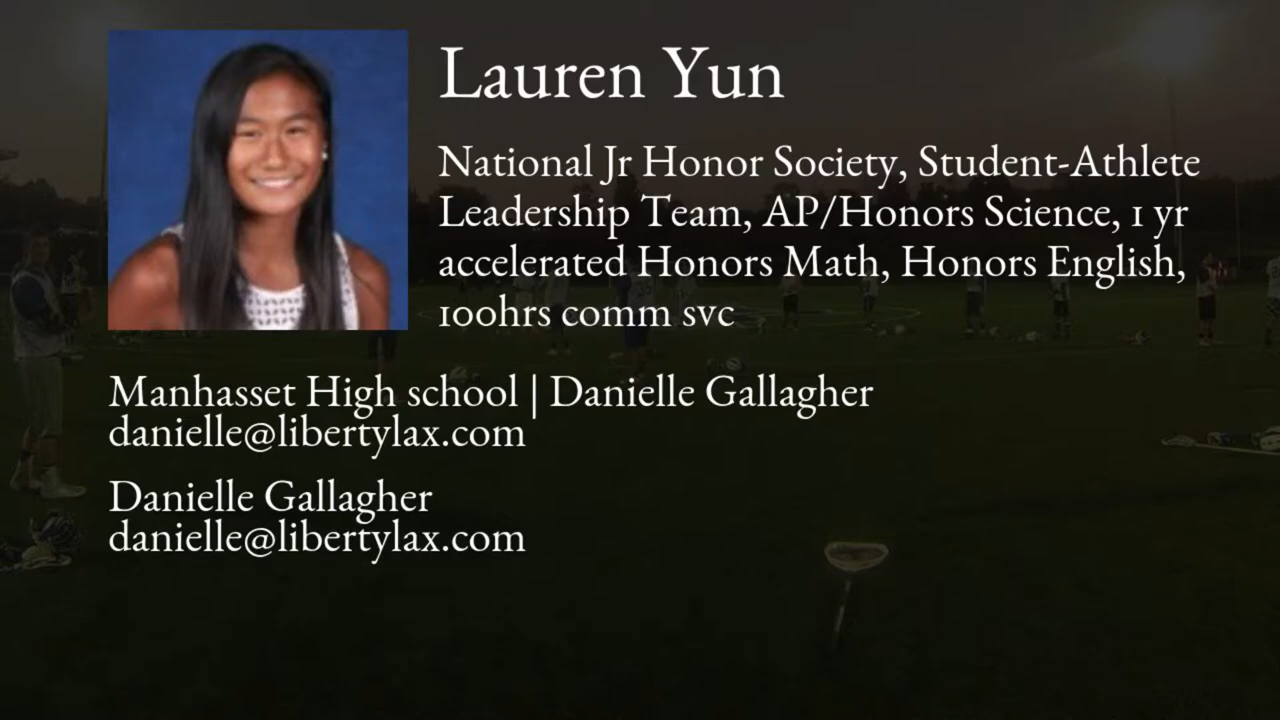 Lauren Yun
National Jr Honor Society, Student-Athlete
Leadership Team, AP/Honors Science, 1 yr
accelerated Honors Math, Honors English,
100hrs comm svc
Manhasset High school | Danielle Gallagher
danielle@libertylax.com
Danielle Gallagher
danielle@libertylax.com